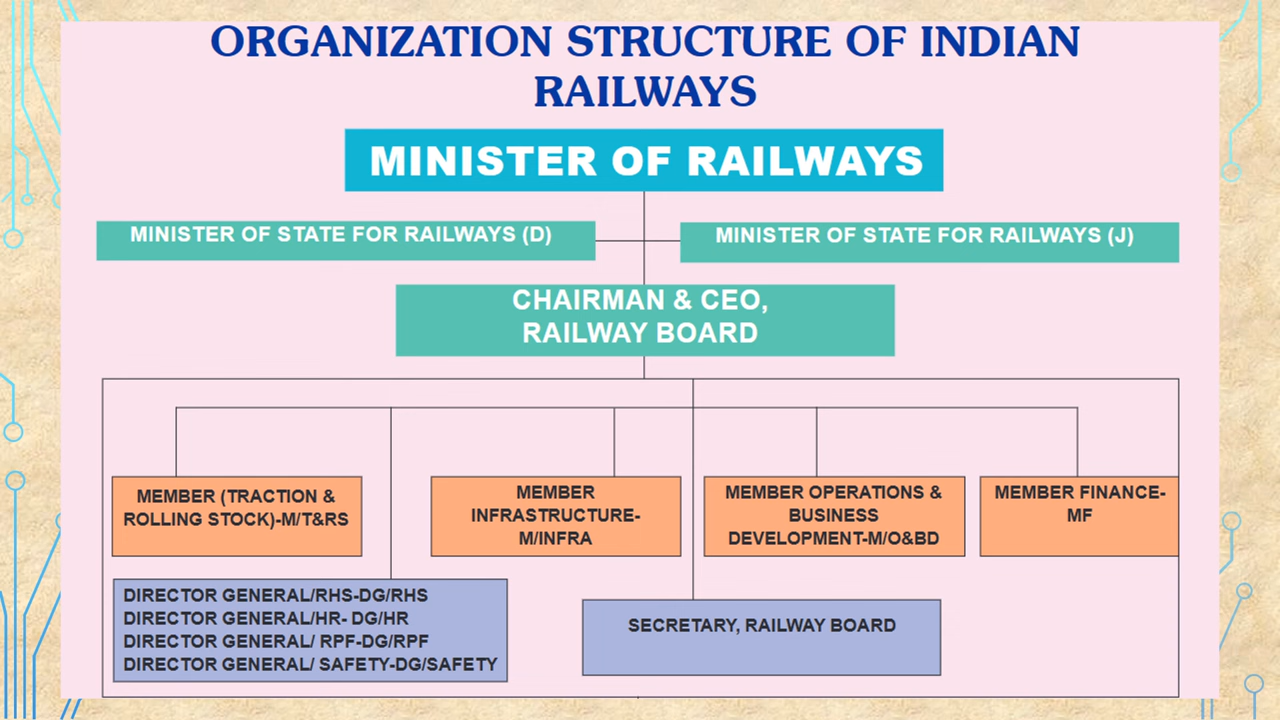 ORGANIZATION STRUCTURE OF INDIAN
RAILWAYS
MINISTER OF RAILWAYS
MINISTER OF STATE FOR RAILWAYS (D)
MINISTER OF STATE FOR RAILWAYS (J)
CHAIRMAN & CEO,
RAILWAY BOARD
MEMBER (TRACTION &
ROLLING STOCK)-M/T&RS
MEMBER
INFRASTRUCTURE-
M/INFRA
MEMBER OPERATIONS &
BUSINESS
DEVELOPMENT-M/O&BD
MEMBER FINANCE-
MF
DIRECTOR GENERAL/RHS-DG/RHS
DIRECTOR GENERAL/HR- DG/HR
DIRECTOR GENERAL/ RPF-DG/RPF
DIRECTOR GENERAL/ SAFETY-DG/SAFETY
SECRETARY, RAILWAY BOARD